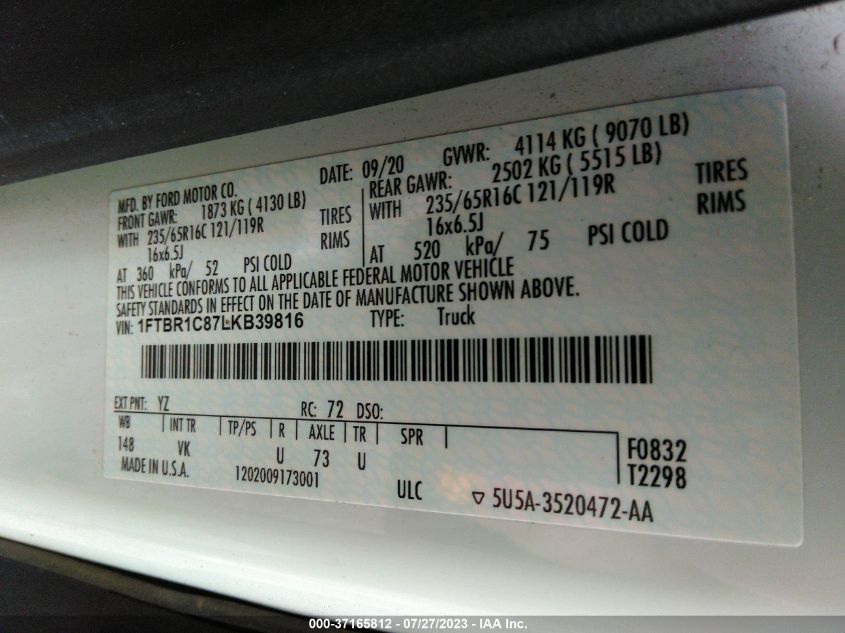 MFD. BY FORD MOTOR CO. DATE: 09/20 GVWR: 4114 KG ( 9070 LB)
FRONT GAWR: 1873 KG ( 4130 LB) REAR GAWR: 2502 KG ( 5515 LB)
WITH 235/65R16C 121/119R TIRES WITH 235/65R16C 121/119R TIRES
16x6.5J RIMS 16x6.5J RIMS
AT 360 kPa/ 52 PSI COLD AT 520 kPa/ 75 PSI COLD
THIS VEHICLE CONFORMS TO ALL APPLICABLE FEDERAL MOTOR VEHICLE
SAFETY STANDARDS IN EFFECT ON THE DATE OF MANUFACTURE SHOWN ABOVE.
VIN: 1FTBR1C87LKB39816 TYPE: Truck
EXT PNT: YZ RC: 72 DSO:
WB INT TR TP/PS R AXLE TR SPR F0832
148 VK U 73 U T2298
MADE IN U.S.A. 1202009173001 ULC ▽ 5U5A-3520472-AA
000-37165812 - 07/27/2023 - IAA Inc.